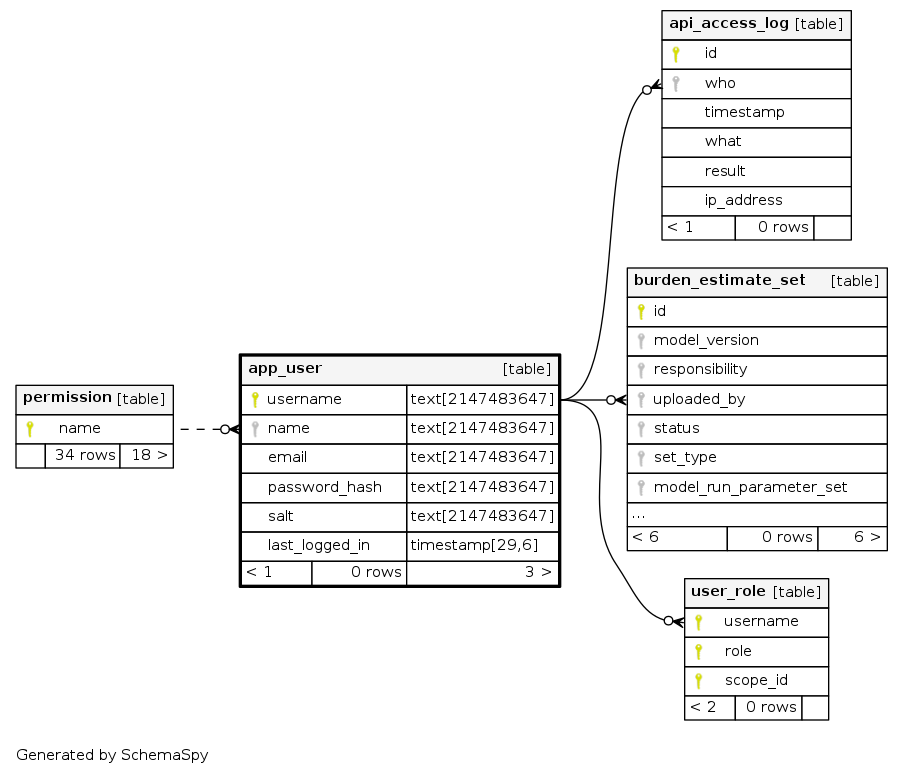 api_access_log [table]
id
who
timestamp
what
result
ip_address
< 1 0 rows
burden_estimate_set [table]
id
model_version
responsibility
uploaded_by
status
set_type
model_run_parameter_set
...
< 6 0 rows 6 >
app_user [table]
username text[2147483647]
name text[2147483647]
email text[2147483647]
password_hash text[2147483647]
salt text[2147483647]
last_logged_in timestamp[29,6]
< 1 0 rows 3 >
permission [table]
name
34 rows 18 >
user_role [table]
username
role
scope_id
< 2 0 rows
Generated by SchemaSpy